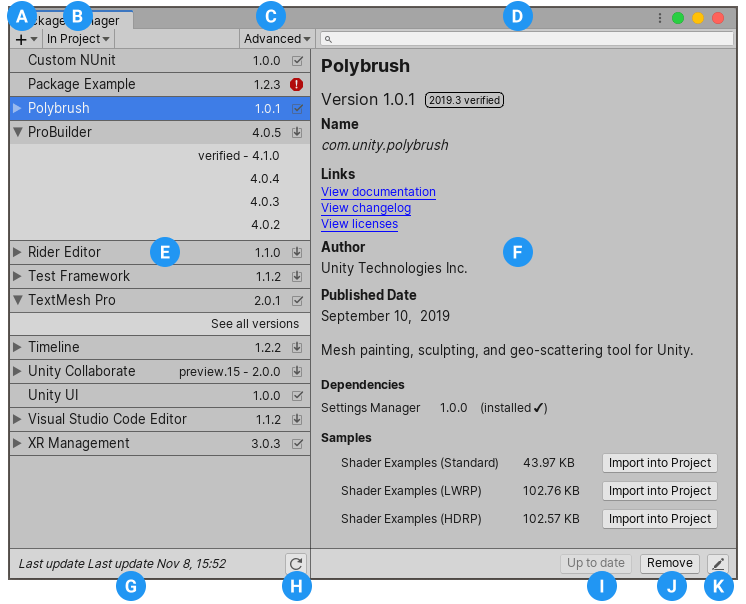 A B C D
ackage Manager
+ In Project Advanced
Custom NUnit 1.0.0
Package Example 1.2.3
Polybrush 1.0.1
ProBuilder 4.0.5
verified - 4.1.0
4.0.4
4.0.3
4.0.2
E
Rider Editor 1.1.0
Test Framework 1.1.2
TextMesh Pro 2.0.1
See all versions
Timeline 1.2.2
Unity Collaborate preview.15 - 2.0.0
Unity UI 1.0.0
Visual Studio Code Editor 1.1.2
XR Management 3.0.3
Last update Last update Nov 8, 15:52
G H
Polybrush
Version 1.0.1 2019.3 verified
Name
com.unity.polybrush
Links
View documentation
View changelog
View licenses
Author
F
Unity Technologies Inc.
Published Date
September 10, 2019
Mesh painting, sculpting, and geo-scattering tool for Unity.
Dependencies
Settings Manager 1.0.0 (installed✔)
Samples
Shader Examples (Standard) 43.97 KB Import into Project
Shader Examples (LWRP) 102.76 KB Import into Project
Shader Examples (HDRP) 102.57 KB Import into Project
Up to date Remove
I J K